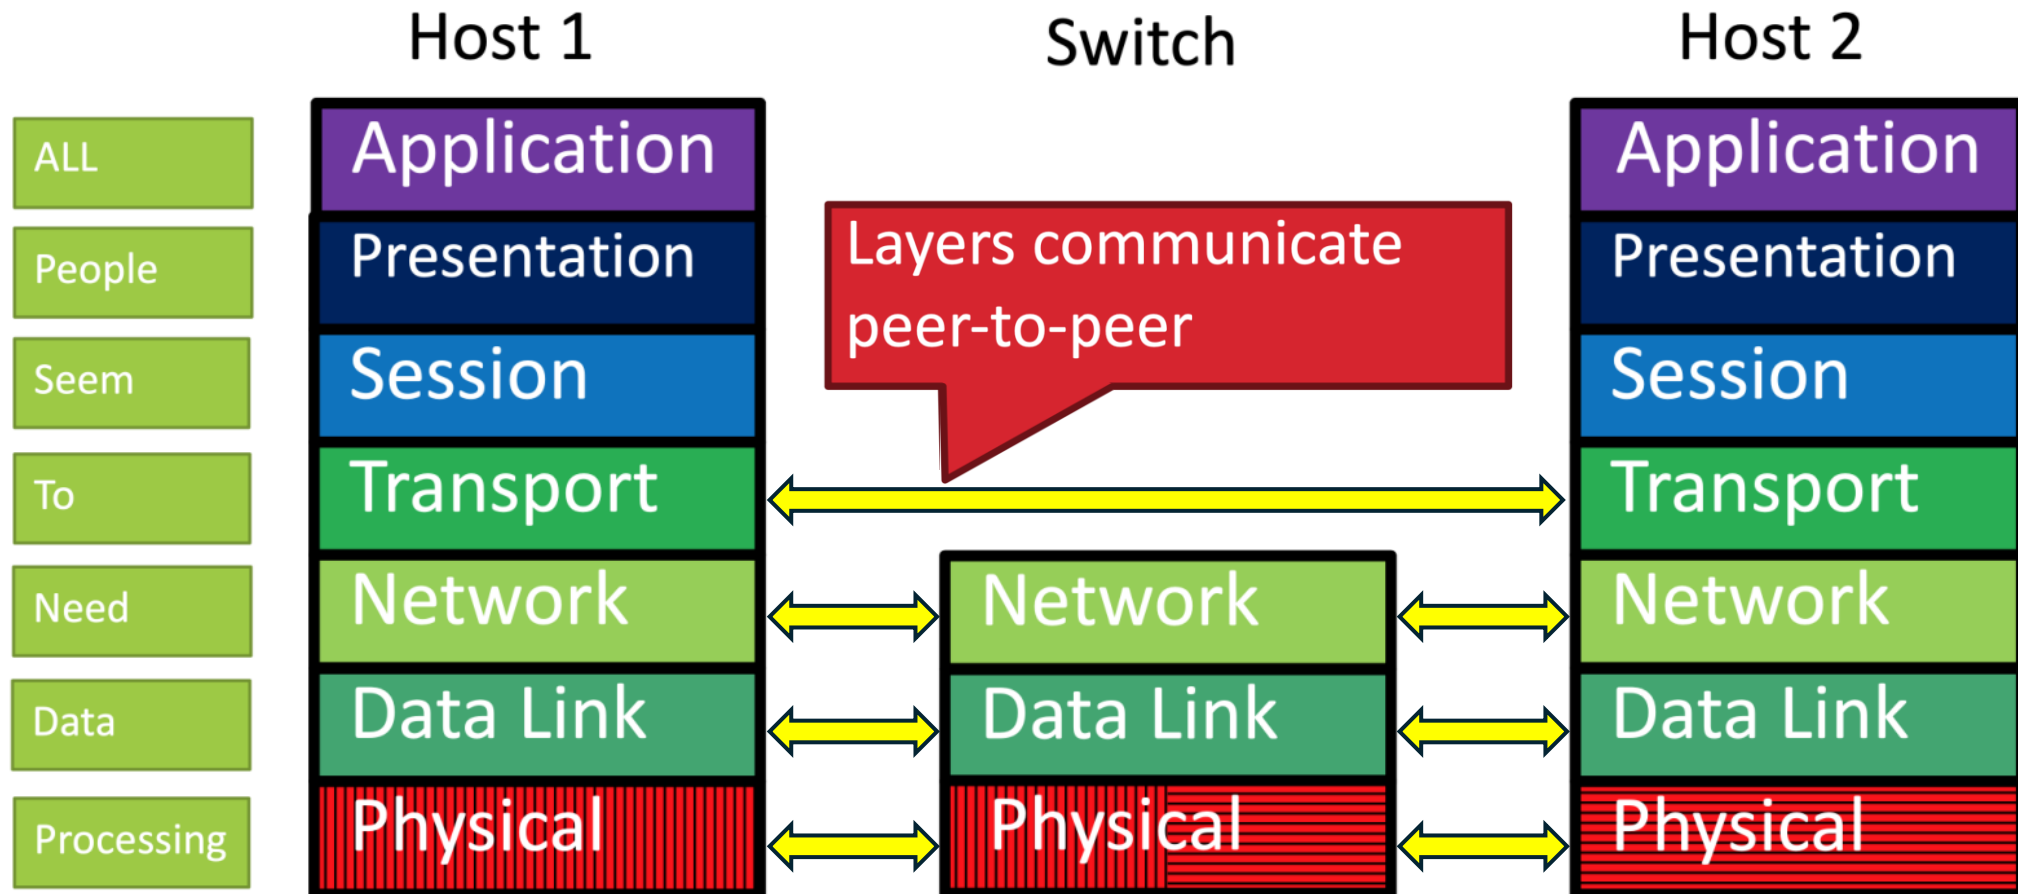 Host 1
Switch
Host 2
ALL
Application
Application
People
Presentation
Layers communicate
peer-to-peer
Presentation
Seem
Session
Session
To
Transport
Transport
Need
Network
Network
Network
Data
Data Link
Data Link
Data Link
Processing
Physical
Physical
Physical